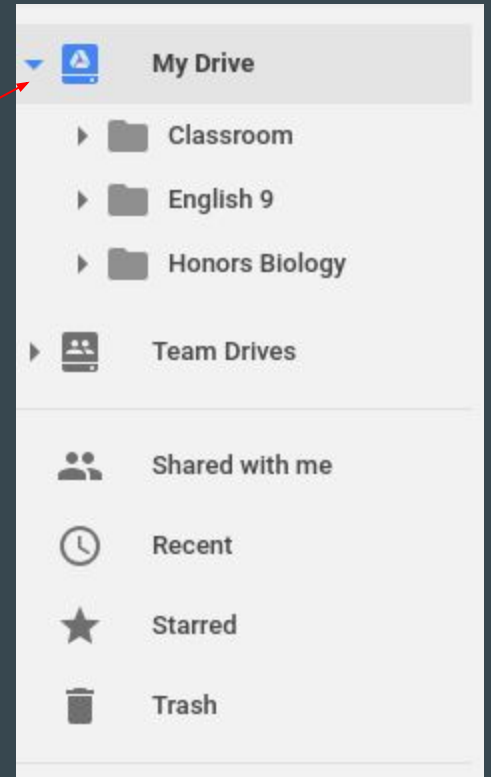 My Drive
Classroom
English 9
Honors Biology
Team Drives
Shared with me
Recent
Starred
Trash